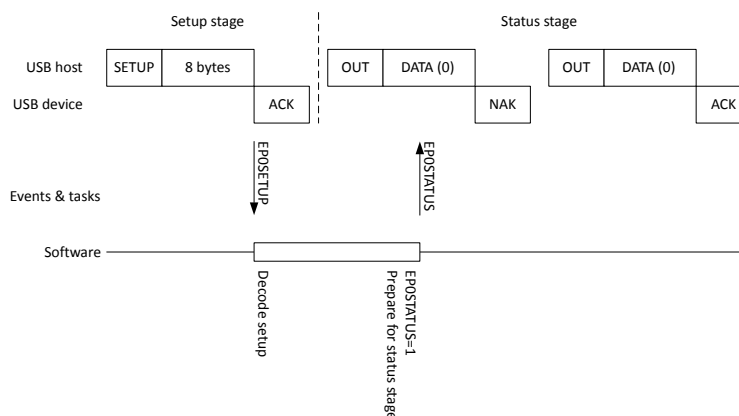 Setup stage
Status stage
USB host
SETUP
8 bytes
OUT
DATA (0)
OUT
DATA (0)
USB device
ACK
NAK
ACK
EP0SETUP
EP0STATUS
Events & tasks
Software
Decode setup
EP0STATUS=1
Prepare for status stage